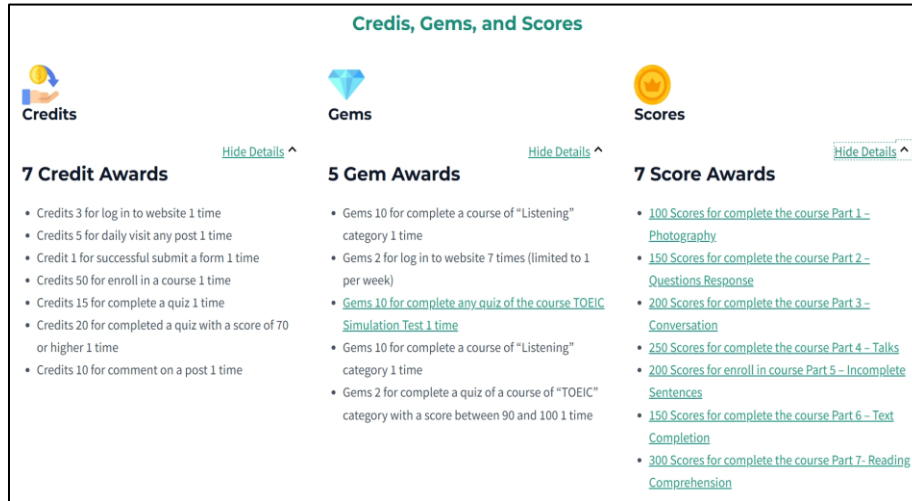 Credis, Gems, and Scores
Credits
Hide Details
7 Credit Awards
• Credits 3 for log in to website 1 time
• Credits 5 for daily visit any post 1 time
• Credit 1 for successful submit a form 1 time
• Credits 50 for enroll in a course 1 time
• Credits 15 for complete a quiz 1 time
• Credits 20 for completed a quiz with a score of 70
or higher 1 time
• Credits 10 for comment on a post 1 time
Gems
Hide Details
5 Gem Awards
• Gems 10 for complete a course of “Listening”
category 1 time
• Gems 2 for log in to website 7 times (limited to 1
per week)
• Gems 10 for complete any quiz of the course TOEIC
Simulation Test 1 time
• Gems 10 for complete a course of “Listening”
category 1 time
• Gems 2 for complete a quiz of a course of “TOEIC”
category with a score between 90 and 100 1 time
Scores
Hide Details
7 Score Awards
• 100 Scores for complete the course Part 1 –
Photography
• 150 Scores for complete the course Part 2 –
Questions Response
• 200 Scores for complete the course Part 3 –
Conversation
• 250 Scores for complete the course Part 4 – Talks
• 200 Scores for enroll in course Part 5 – Incomplete
Sentences
• 150 Scores for complete the course Part 6 – Text
Completion
• 300 Scores for complete the course Part 7- Reading
Comprehension